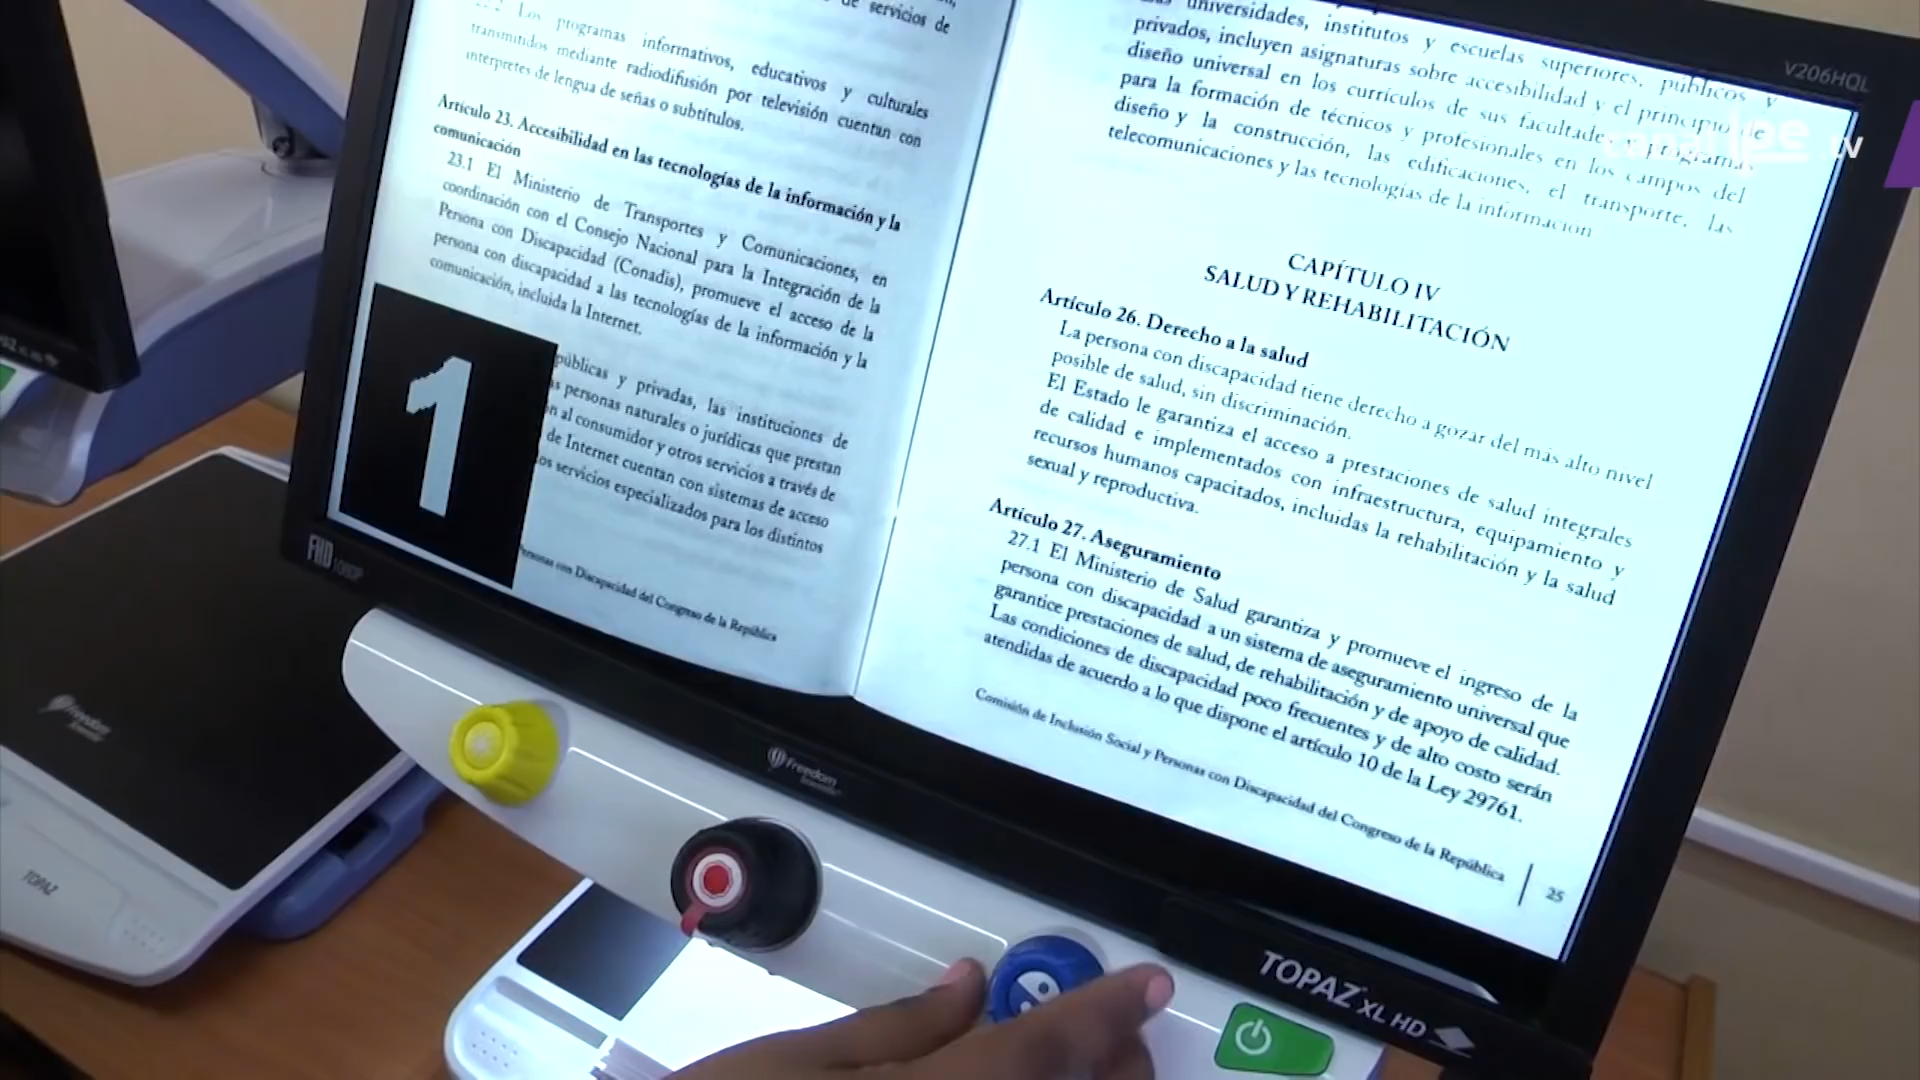 de servicios de
Los programas informativos, educativos y culturales
transmitidos mediante radiodifusión por televisión cuentan con
intérpretes de lengua de señas o subtítulos.
Artículo 23. Accesibilidad en las tecnologías de la información y la
comunicación
23.1 El Ministerio de Transportes y Comunicaciones, en
coordinación con el Consejo Nacional para la Integración de la
Persona con Discapacidad (Conadis), promueve el acceso de la
persona con discapacidad a las tecnologías de la información y la
comunicación, incluida la Internet.
públicas y privadas, las instituciones de
personas naturales o jurídicas que prestan
al consumidor y otros servicios a través de
de Internet cuentan con sistemas de acceso
servicios especializados para los distintos
Personas con Discapacidad del Congreso de la República
1
universidades, institutos y escuelas superiores, públicos y
privados, incluyen asignaturas sobre accesibilidad y el principio de
diseño universal en los currículos de sus
para la formación de técnicos y profesionales en los campos del
diseño y la construcción, las edificaciones, el transporte, las
telecomunicaciones y las tecnologías de la información
CAPÍTULO IV
SALUD Y REHABILITACIÓN
Artículo 26. Derecho a la salud
La persona con discapacidad tiene derecho a gozar del más alto nivel
posible de salud, sin discriminación.
El Estado le garantiza el acceso a prestaciones de salud integrales
de calidad e implementados con infraestructura, equipamiento y
recursos humanos capacitados, incluidas la rehabilitación y la salud
sexual y reproductiva.
Artículo 27. Aseguramiento
27.1 El Ministerio de Salud garantiza y promueve el ingreso de la
persona con discapacidad a un sistema de aseguramiento universal que
garantice prestaciones de salud, de rehabilitación y de apoyo de calidad.
Las condiciones de discapacidad poco frecuentes y de alto costo serán
atendidas de acuerdo a lo que dispone el artículo 10 de la Ley 29761.
Comisión de Inclusión Social y Personas con Discapacidad del Congreso de la República
25
V206HQL
canal ipe .tv
FHD 1080P
Freedom
Scientific
TOPAZ XL HD
Freedom
Scientific
TOPAZ